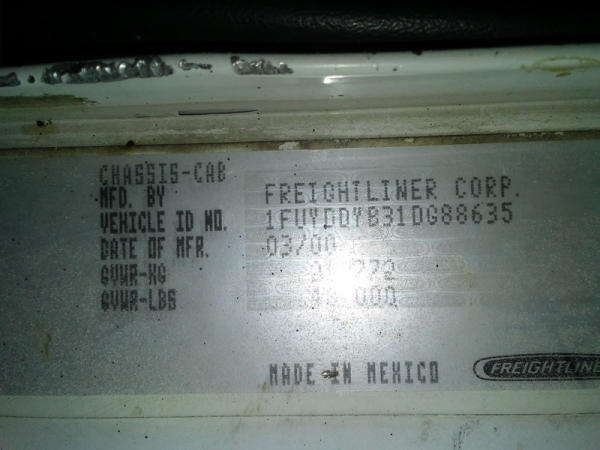 CHASSIS-CAB
MFD. BY FREIGHTLINER CORP.
VEHICLE ID NO. 1FUYDDYB31DG88635
DATE OF MFR. 03/00
GVWR-KG
GVWR-LBS 000
MADE IN MEXICO
FREIGHTLINER